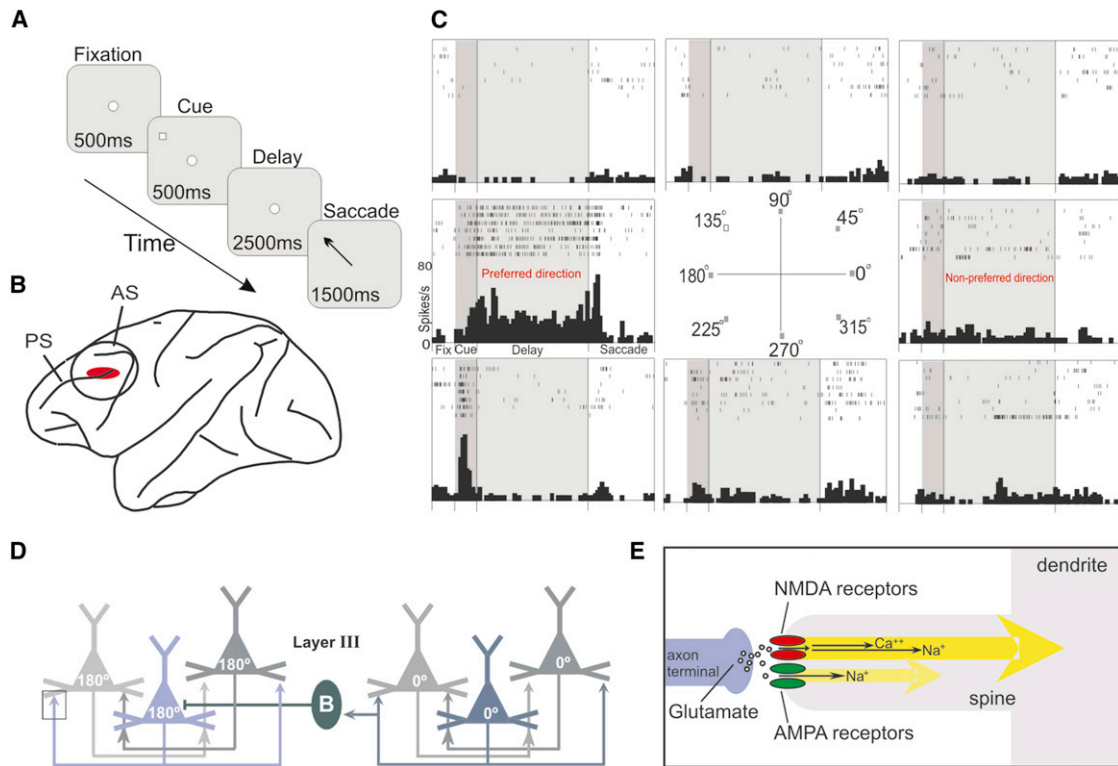 A
Fixation
500ms
Cue
500ms
Delay
2500ms
Saccade
1500ms
Time
B
AS
PS
C
80
Spikes/s
0
Preferred direction
Fix Cue Delay Saccade
Non-preferred direction
90°
135° 45°
180° 0°
225° 315°
270°
D
Layer III
180° 180° 180°
B
0° 0° 0°
E
dendrite
NMDA receptors
Ca++
Na+
axon
terminal
Na+
Glutamate
spine
AMPA receptors